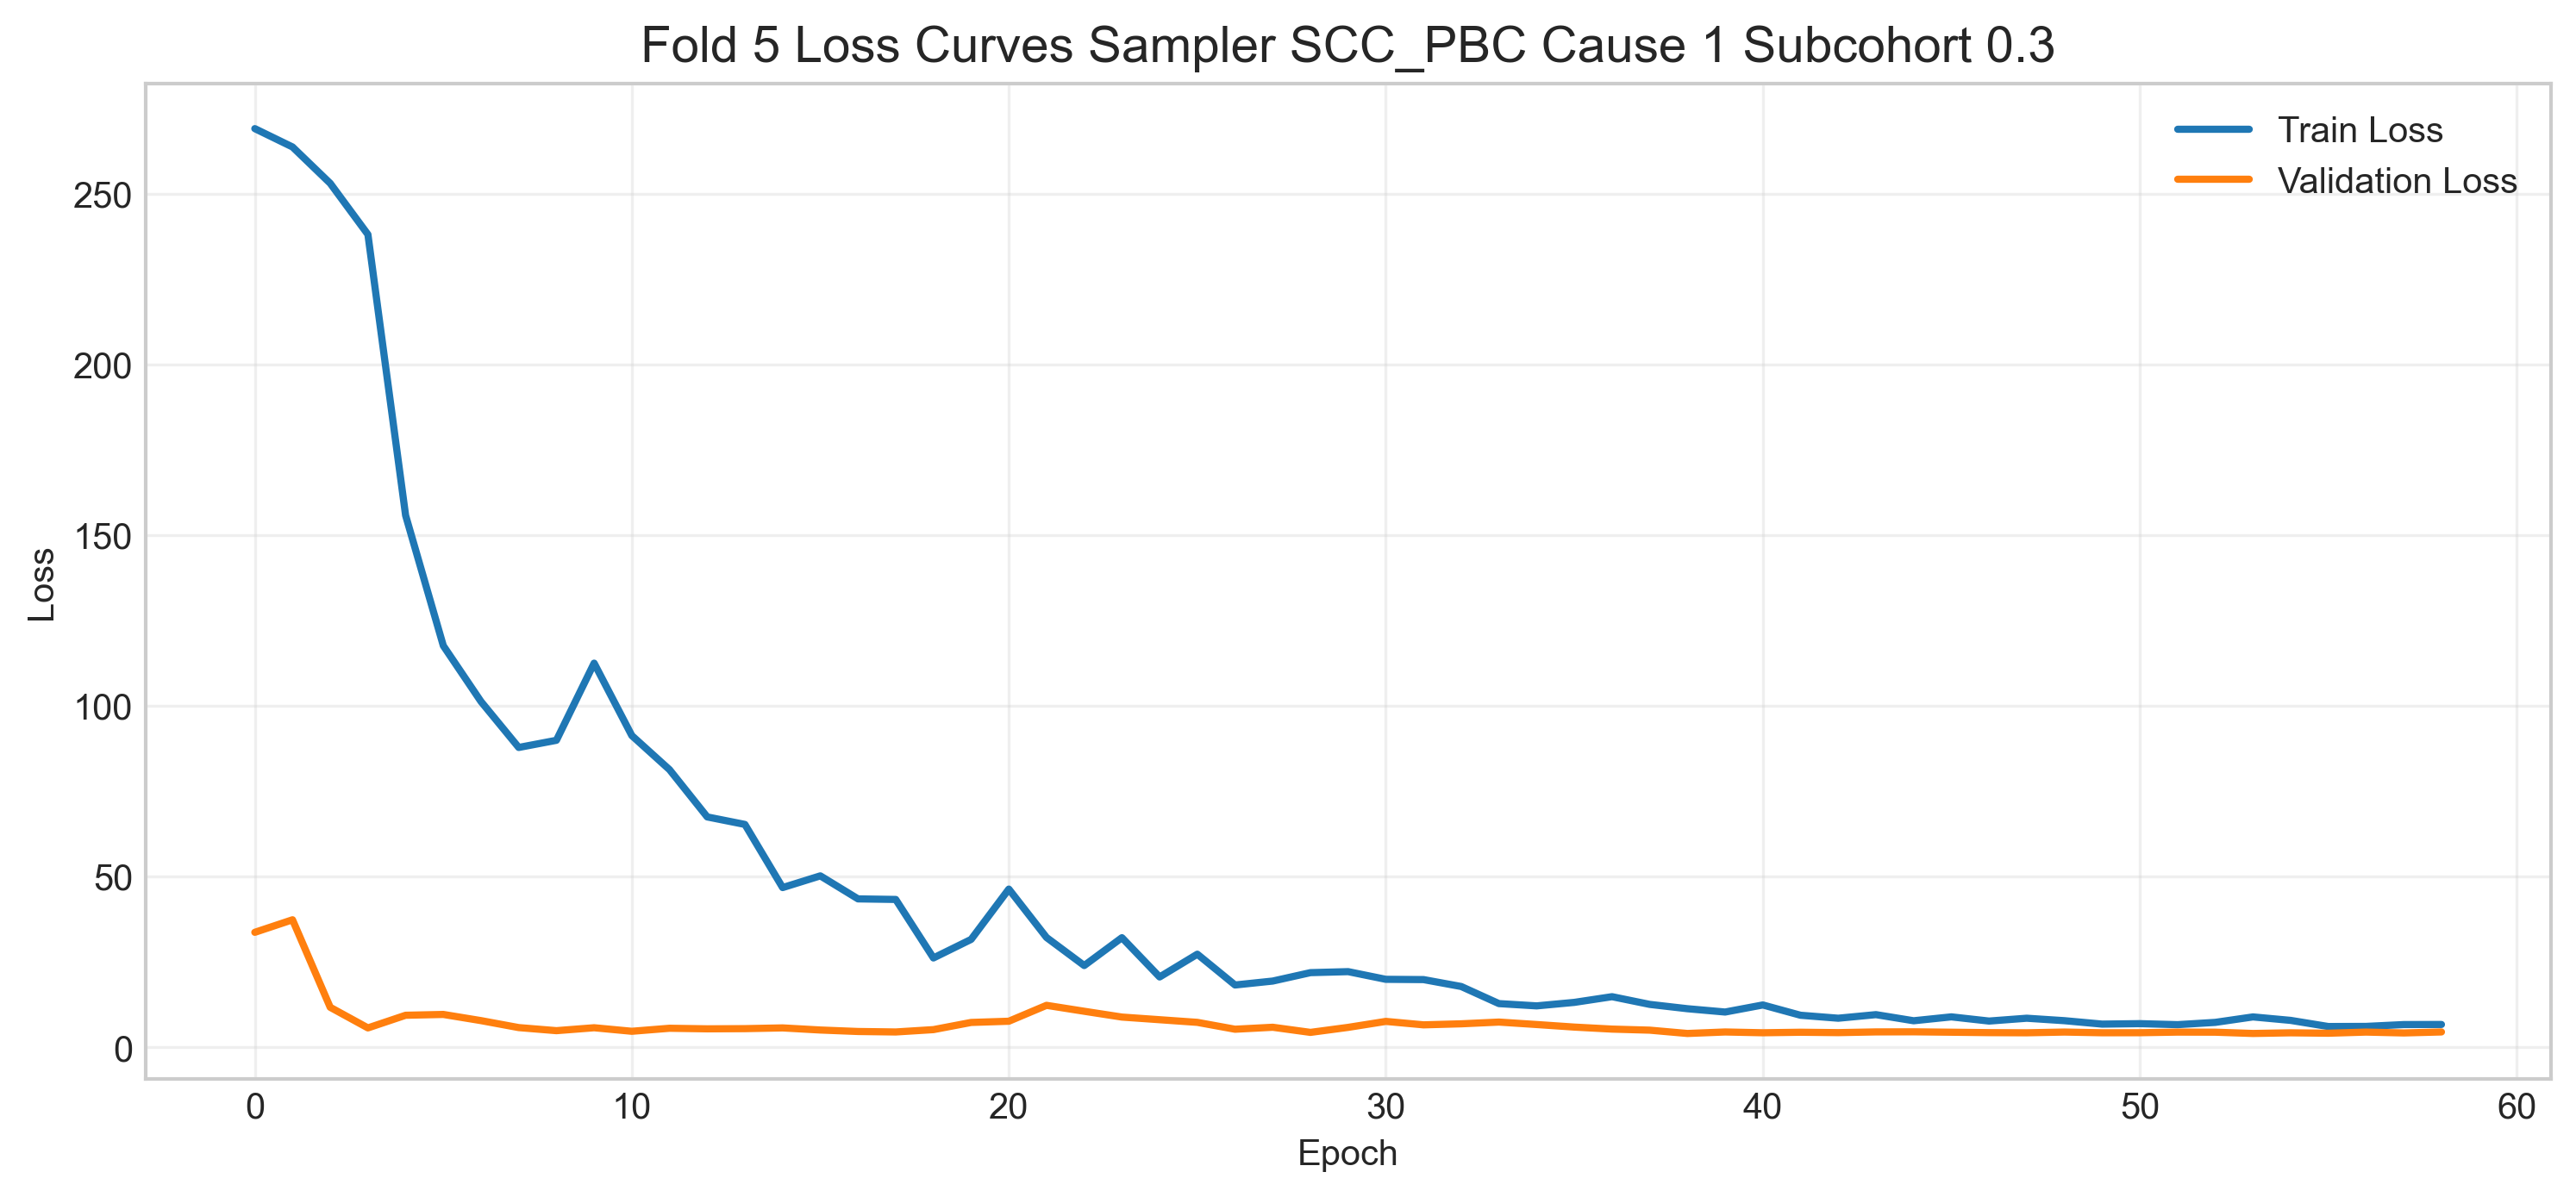 Fold 5 Loss Curves Sampler SCC_PBC Cause 1 Subcohort 0.3
Train Loss
Validation Loss
250
200
150
100
50
0
Loss
0 10 20 30 40 50 60
Epoch